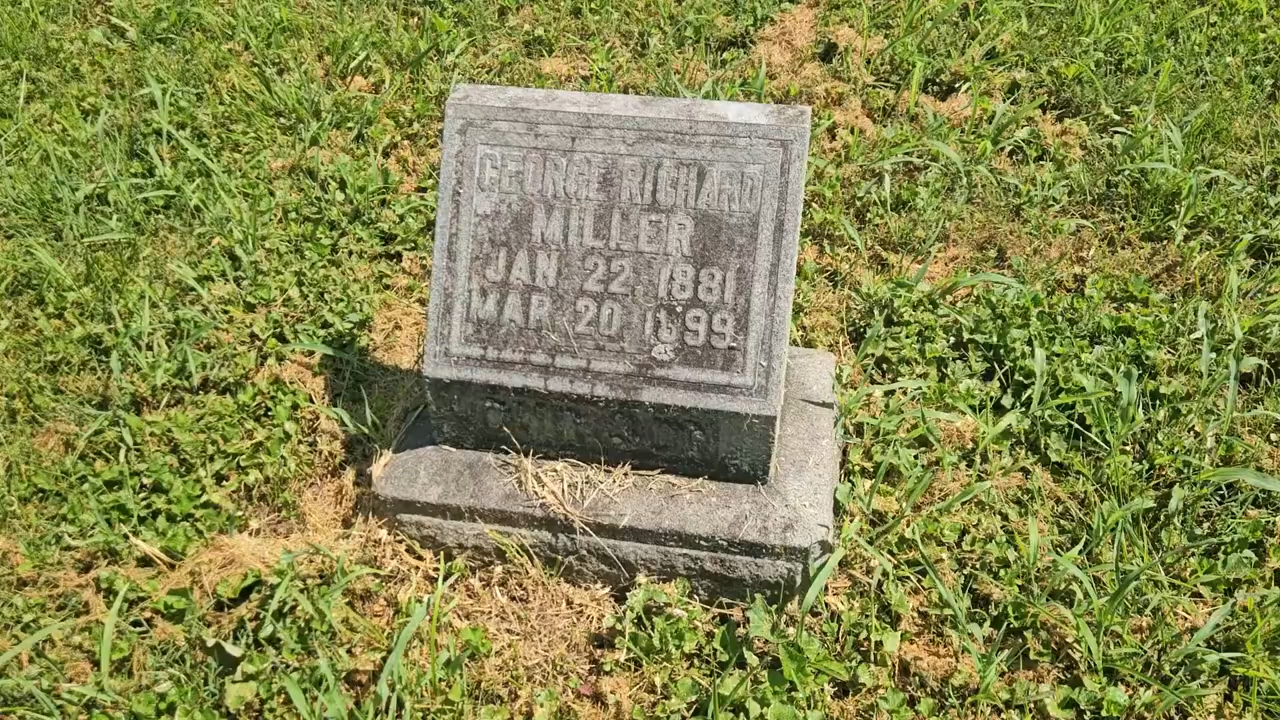 GEORGE RICHARD
MILLER
JAN. 22, 1881.
MAR. 20, 1899.